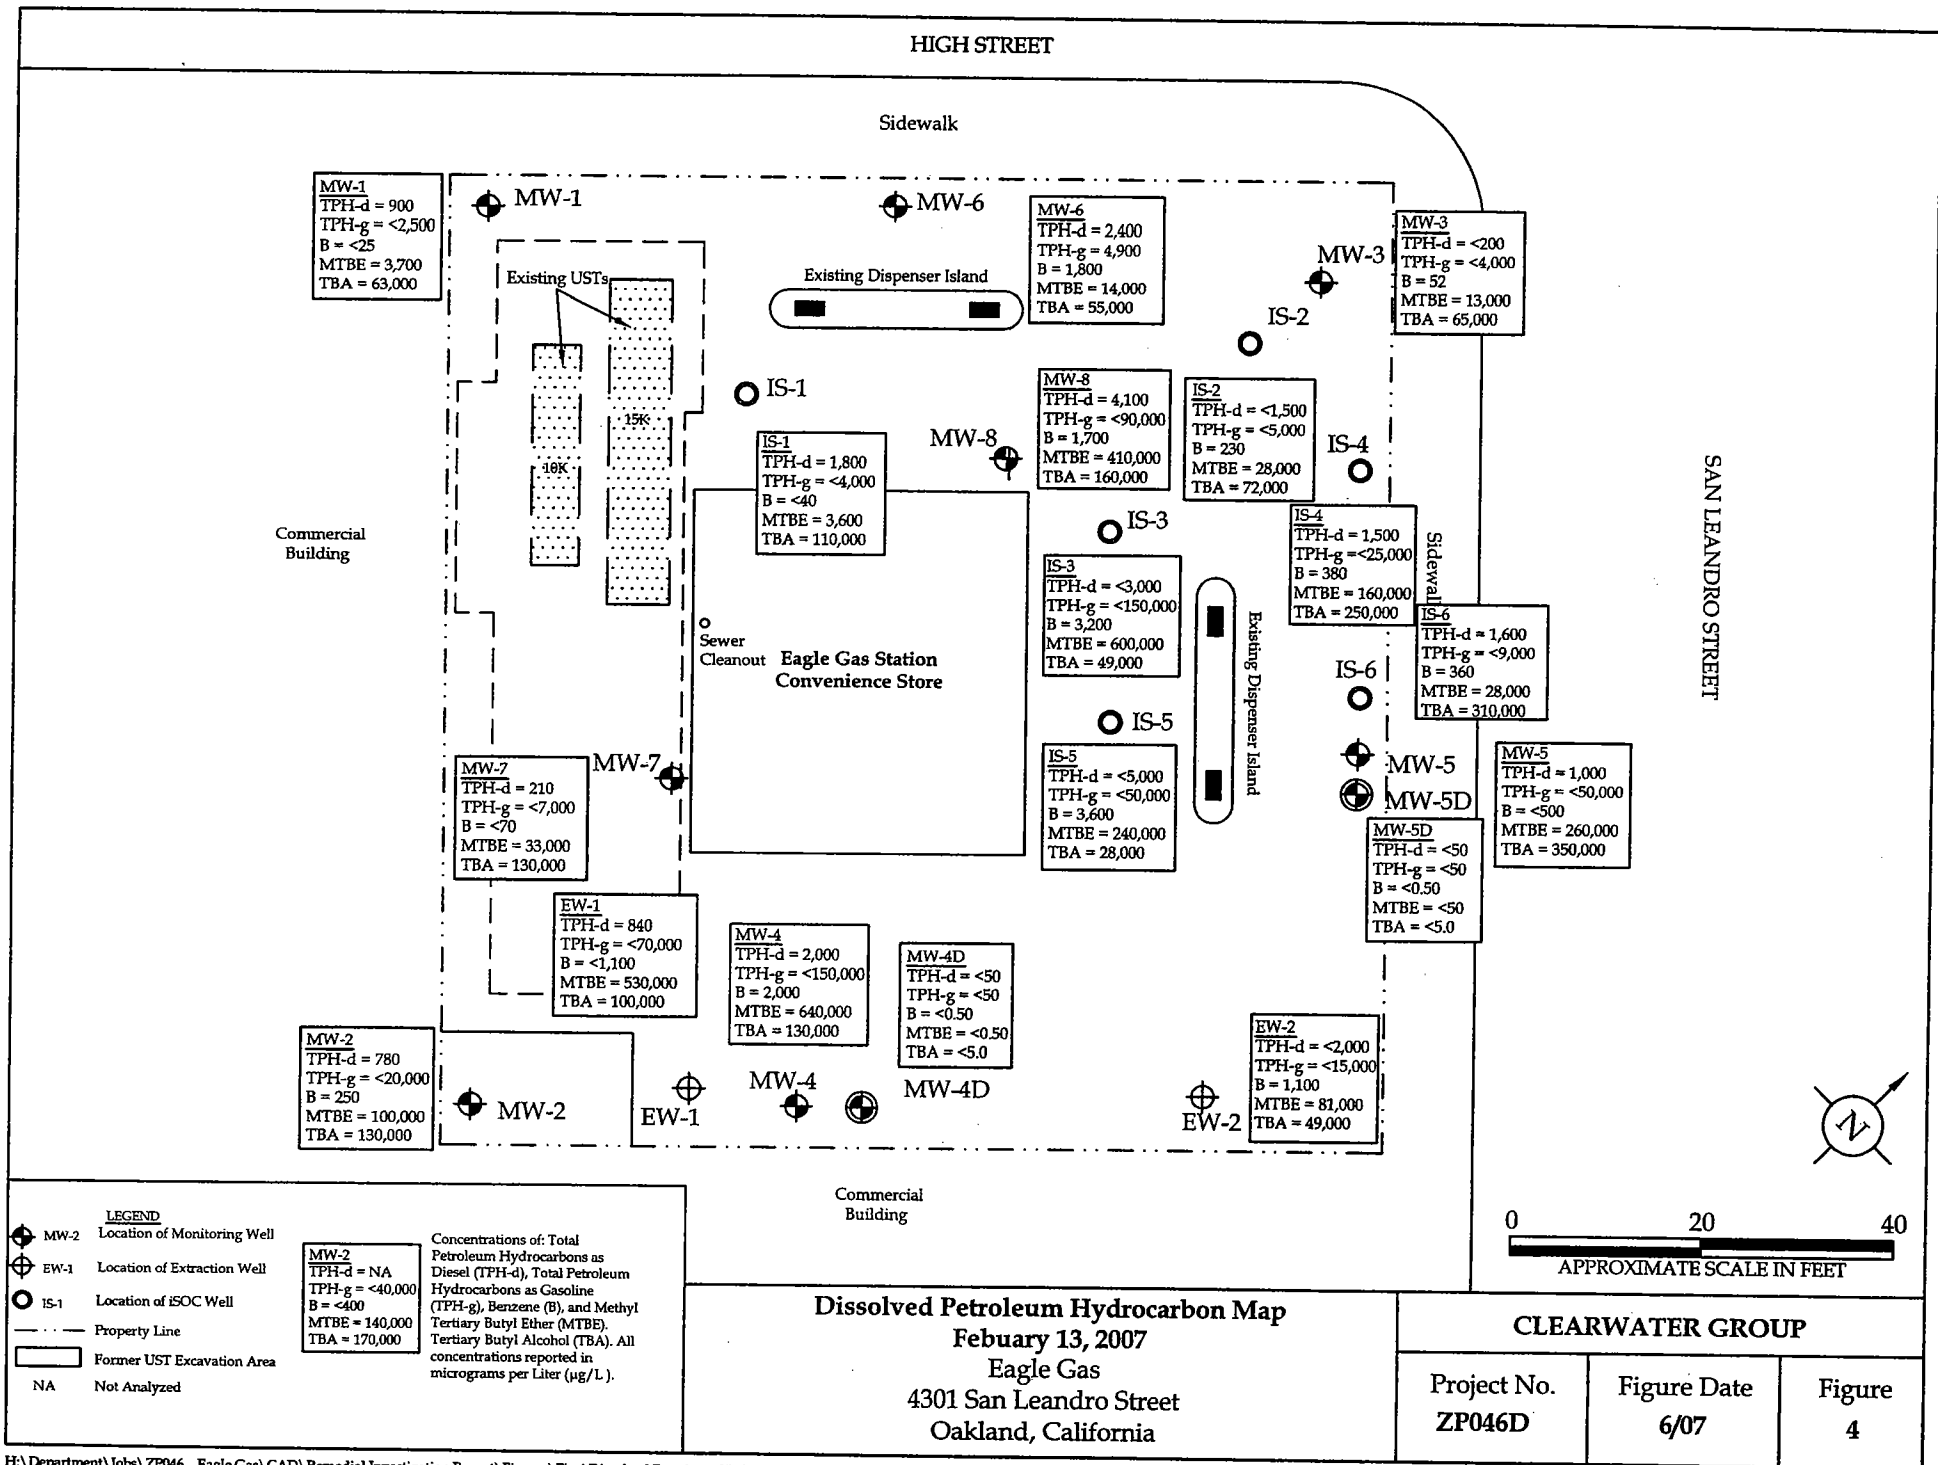 HIGH STREET
Sidewalk
MW-1
TPH-d = 900
TPH-g = <2,500
B = <25
MTBE = 3,700
TBA = 63,000
MW-1
MW-6
MW-6
TPH-d = 2,400
TPH-g = 4,900
B = 1,800
MTBE = 14,000
TBA = 55,000
MW-3
MW-3
TPH-d = <200
TPH-g = <4,000
B = 52
MTBE = 13,000
TBA = 65,000
Existing USTs
Existing Dispenser Island
IS-2
IS-1
15K
10K
IS-1
TPH-d = 1,800
TPH-g = <4,000
B = <40
MTBE = 3,600
TBA = 110,000
MW-8
MW-8
TPH-d = 4,100
TPH-g = <90,000
B = 1,700
MTBE = 410,000
TBA = 160,000
IS-2
TPH-d = <1,500
TPH-g = <5,000
B = 230
MTBE = 28,000
TBA = 72,000
IS-4
IS-4
TPH-d = 1,500
TPH-g =<25,000
B = 380
MTBE = 160,000
TBA = 250,000
Sidewalk
SAN LEANDRO STREET
Commercial
Building
IS-3
IS-3
TPH-d = <3,000
TPH-g = <150,000
B = 3,200
MTBE = 600,000
TBA = 49,000
Existing Dispenser Island
IS-6
TPH-d = 1,600
TPH-g = <9,000
B = 360
MTBE = 28,000
TBA = 310,000
IS-6
Sewer
Cleanout
Eagle Gas Station
Convenience Store
IS-5
IS-5
TPH-d = <5,000
TPH-g = <50,000
B = 3,600
MTBE = 240,000
TBA = 28,000
MW-5
MW-5D
MW-5
TPH-d = 1,000
TPH-g = <50,000
B = <500
MTBE = 260,000
TBA = 350,000
MW-5D
TPH-d = <50
TPH-g = <50
B = <0.50
MTBE = <50
TBA = <5.0
MW-7
MW-7
TPH-d = 210
TPH-g = <7,000
B = <70
MTBE = 33,000
TBA = 130,000
EW-1
TPH-d = 840
TPH-g = <70,000
B = <1,100
MTBE = 530,000
TBA = 100,000
MW-4
TPH-d = 2,000
TPH-g = <150,000
B = 2,000
MTBE = 640,000
TBA = 130,000
MW-4D
TPH-d = <50
TPH-g = <50
B = <0.50
MTBE = <0.50
TBA = <5.0
EW-2
TPH-d = <2,000
TPH-g = <15,000
B = 1,100
MTBE = 81,000
TBA = 49,000
MW-2
TPH-d = 780
TPH-g = <20,000
B = 250
MTBE = 100,000
TBA = 130,000
MW-2
EW-1
MW-4
MW-4D
EW-2
N
Commercial
Building
0 20 40
APPROXIMATE SCALE IN FEET
LEGEND
MW-2 Location of Monitoring Well
EW-1 Location of Extraction Well
IS-1 Location of iSOC Well
Property Line
Former UST Excavation Area
NA Not Analyzed
MW-2
TPH-d = NA
TPH-g = <40,000
B = <400
MTBE = 140,000
TBA = 170,000
Concentrations of: Total
Petroleum Hydrocarbons as
Diesel (TPH-d), Total Petroleum
Hydrocarbons as Gasoline
(TPH-g), Benzene (B), and Methyl
Tertiary Butyl Ether (MTBE).
Tertiary Butyl Alcohol (TBA). All
concentrations reported in
micrograms per Liter (µg/L ).
Dissolved Petroleum Hydrocarbon Map
Febuary 13, 2007
Eagle Gas
4301 San Leandro Street
Oakland, California
CLEARWATER GROUP
Project No.
ZP046D
Figure Date
6/07
Figure
4